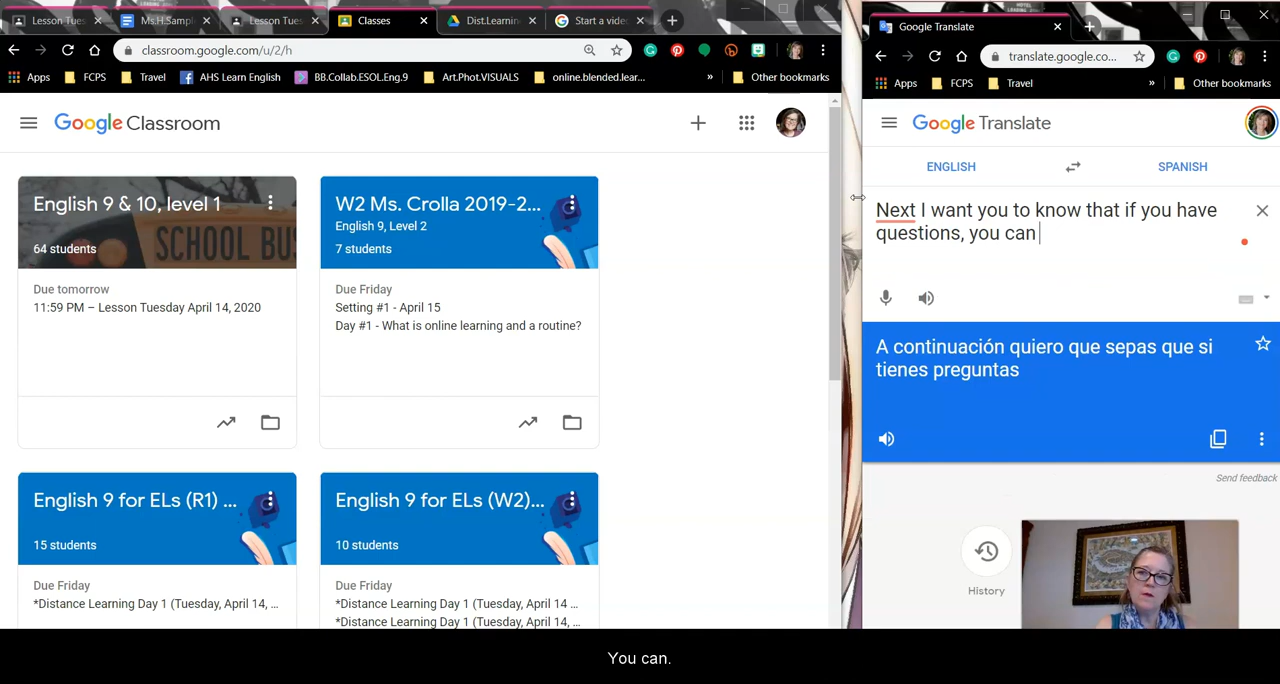 Lesson Tues
Ms.H.Samp
Lesson Tues
Classes
Dist.Learnin
Start a vide
classroom.google.com/u/2/h
Apps
FCPS
Travel
AHS Learn English
BB.Collab.ESOL.Eng.9
Art.Phot.VISUALS
online.blended.lear...
»
Other bookmarks
Google Classroom
English 9 & 10, level 1
64 students
SCHOOL BUS
Due tomorrow
11:59 PM – Lesson Tuesday April 14, 2020
W2 Ms. Crolla 2019-2...
English 9, Level 2
7 students
Due Friday
Setting #1 - April 15
Day #1 - What is online learning and a routine?
English 9 for ELs (R1) ...
15 students
Due Friday
*Distance Learning Day 1 (Tuesday, April 14, ...
English 9 for ELs (W2)...
10 students
Due Friday
*Distance Learning Day 1 (Tuesday, April 14 ...
*Distance Learning Day 1 (Tuesday, April 14, ...
Google Translate
translate.google.co...
Apps
FCPS
Travel
»
Other bookmarks
Google Translate
ENGLISH
SPANISH
Next I want you to know that if you have
questions, you can
A continuación quiero que sepas que si
tienes preguntas
Send feedback
History
You can.